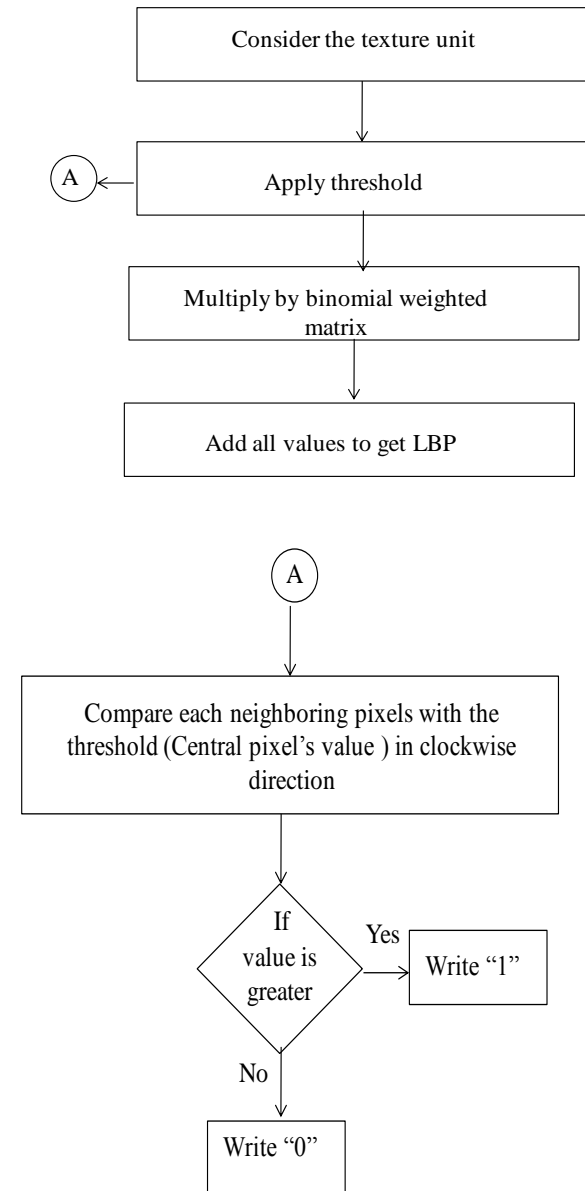 Consider the texture unit
A
Apply threshold
Multiply by binomial weighted
matrix
Add all values to get LBP
A
Compare each neighboring pixels with the
threshold (Central pixel’s value ) in clockwise
direction
If
value is
greater
Yes
Write “1”
No
Write “0”